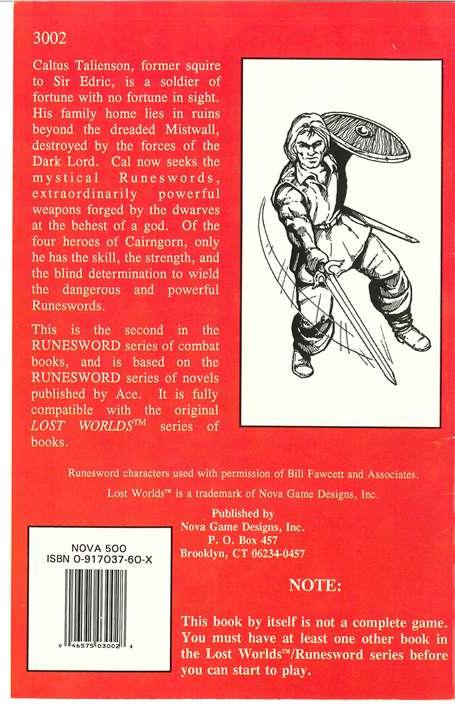 3002
Caltus Talienson, former squire
to Sir Edric, is a soldier of
fortune with no fortune in sight.
His family home lies in ruins
beyond the dreaded Mistwall,
destroyed by the forces of the
Dark Lord. Cal now seeks the
mystical Runeswords,
extraordinarily powerful
weapons forged by the dwarves
at the behest of a god. Of the
four heroes of Cairngorn, only
he has the skill, the strength, and
the blind determination to wield
the dangerous and powerful
Runeswords.
This is the second in the
RUNESWORD series of combat
books, and is based on the
RUNESWORD series of novels
published by Ace. It is fully
compatible with the original
LOST WORLDS™ series of
books.
Runesword characters used with permission of Bill Fawcett and Associates.
Lost Worlds™ is a trademark of Nova Game Designs, Inc.
Published by
Nova Game Designs, Inc.
P. O. Box 457
Brooklyn, CT 06234-0457
NOVA 500
ISBN 0-917037-60-X
0 46575 03002 4
NOTE:
This book by itself is not a complete game.
You must have at least one other book in
the Lost Worlds™/Runesword series before
you can start to play.